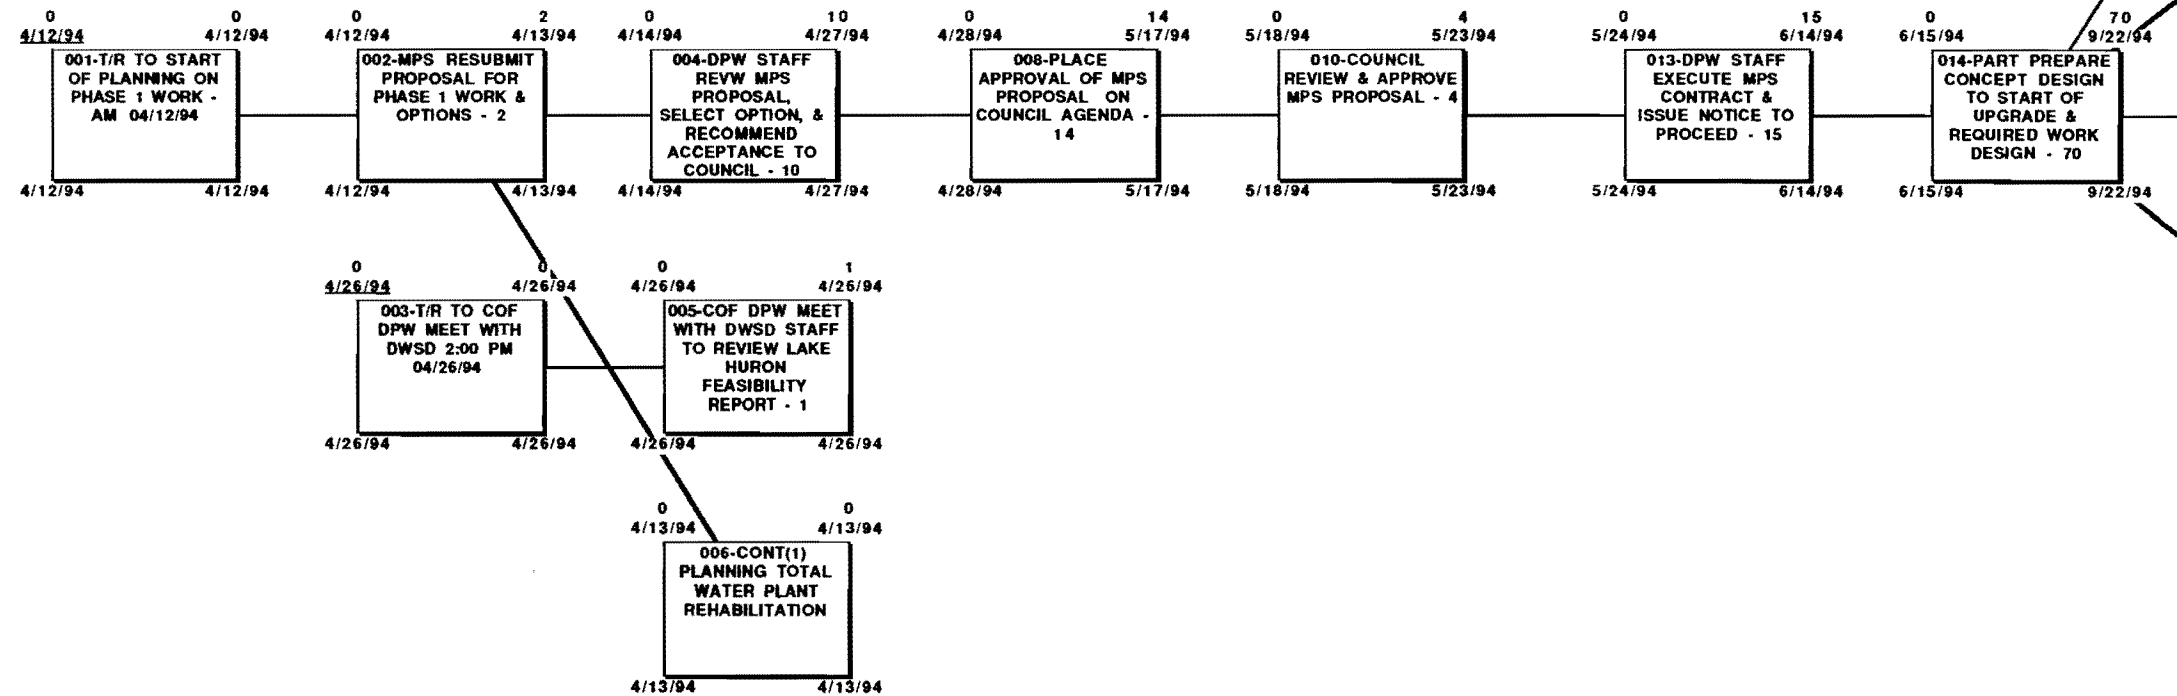 0 0 0 2 0 10 0 14 0 4 0 15 0 70
4/12/94 4/12/94 4/12/94 4/13/94 4/14/94 4/27/94 4/28/94 5/17/94 5/18/94 5/23/94 5/24/94 6/14/94 6/15/94 9/22/94
001-T/R TO START
OF PLANNING ON
PHASE 1 WORK -
AM 04/12/94
002-MPS RESUBMIT
PROPOSAL FOR
PHASE 1 WORK &
OPTIONS - 2
004-DPW STAFF
REVW MPS
PROPOSAL,
SELECT OPTION, &
RECOMMEND
ACCEPTANCE TO
COUNCIL - 10
008-PLACE
APPROVAL OF MPS
PROPOSAL ON
COUNCIL AGENDA -
14
010-COUNCIL
REVIEW & APPROVE
MPS PROPOSAL - 4
013-DPW STAFF
EXECUTE MPS
CONTRACT &
ISSUE NOTICE TO
PROCEED - 15
014-PART PREPARE
CONCEPT DESIGN
TO START OF
UPGRADE &
REQUIRED WORK
DESIGN - 70
4/12/94 4/12/94 4/12/94 4/13/94 4/14/94 4/27/94 4/28/94 5/17/94 5/18/94 5/23/94 5/24/94 6/14/94 6/15/94 9/22/94
0 0 0 1
4/26/94 4/26/94 4/26/94 4/26/94
003-T/R TO COF
DPW MEET WITH
DWSD 2:00 PM
04/26/94
005-COF DPW MEET
WITH DWSD STAFF
TO REVIEW LAKE
HURON
FEASIBILITY
REPORT - 1
4/26/94 4/26/94 4/26/94 4/26/94
0 0
4/13/94 4/13/94
006-CONT(1)
PLANNING TOTAL
WATER PLANT
REHABILITATION
4/13/94 4/13/94